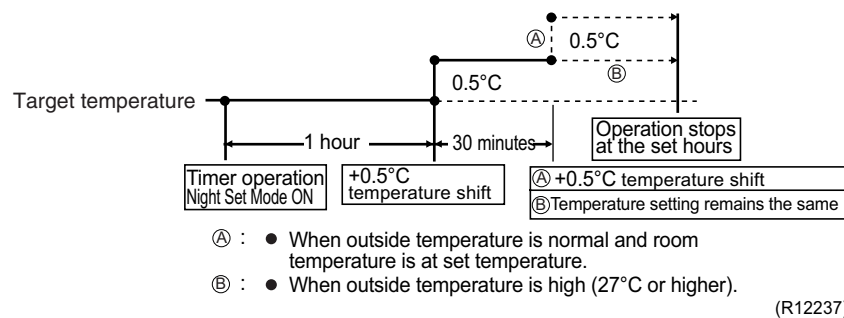 Ⓐ 0.5°C
Ⓑ
0.5°C
Target temperature
1 hour 30 minutes
Operation stops
at the set hours
Timer operation
Night Set Mode ON
+0.5°C
temperature shift
Ⓐ +0.5°C temperature shift
ⒷTemperature setting remains the same
Ⓐ : ● When outside temperature is normal and room
temperature is at set temperature.
Ⓑ : ● When outside temperature is high (27°C or higher).
(R12237)